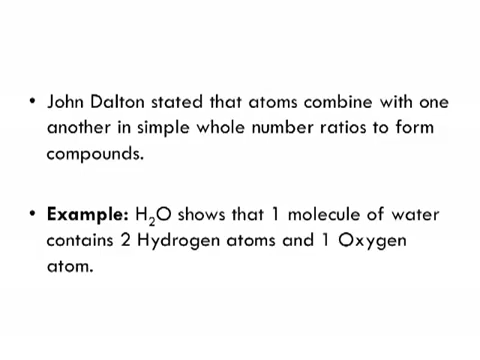 • John Dalton stated that atoms combine with one
another in simple whole number ratios to form
compounds.
• Example: H₂O shows that 1 molecule of water
contains 2 Hydrogen atoms and 1 Oxygen
atom.